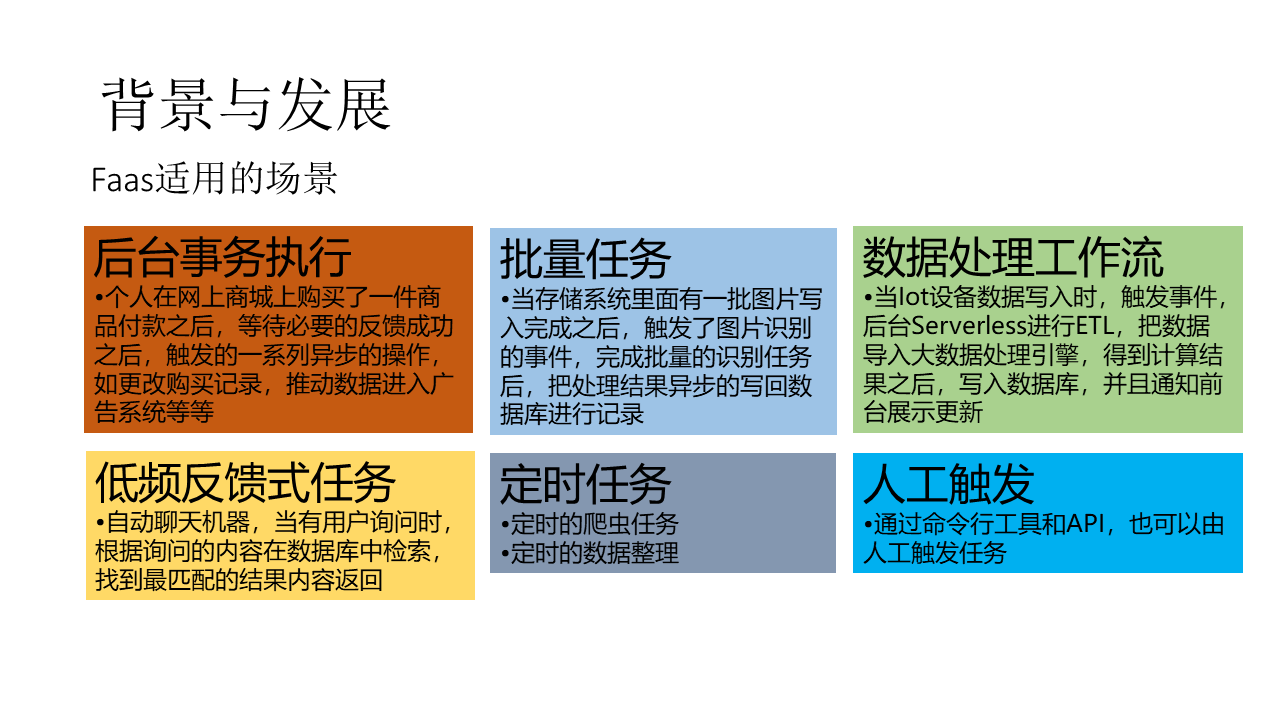 背景与发展
Faas适用的场景
后台事务执行
•个人在网上商城上购买了一件商
品付款之后，等待必要的反馈成功
之后，触发的一系列异步的操作，
如更改购买记录，推动数据进入广
告系统等等
批量任务
•当存储系统里面有一批图片写
入完成之后，触发了图片识别
的事件，完成批量的识别任务
后，把处理结果异步的写回数
据库进行记录
数据处理工作流
•当Iot设备数据写入时，触发事件，
后台Serverless进行ETL，把数据
导入大数据处理引擎，得到计算结
果之后，写入数据库，并且通知前
台展示更新
低频反馈式任务
•自动聊天机器，当有用户询问时，
根据询问的内容在数据库中检索，
找到最匹配的结果内容返回
定时任务
•定时的爬虫任务
•定时的数据整理
人工触发
•通过命令行工具和API，也可以由
人工触发任务